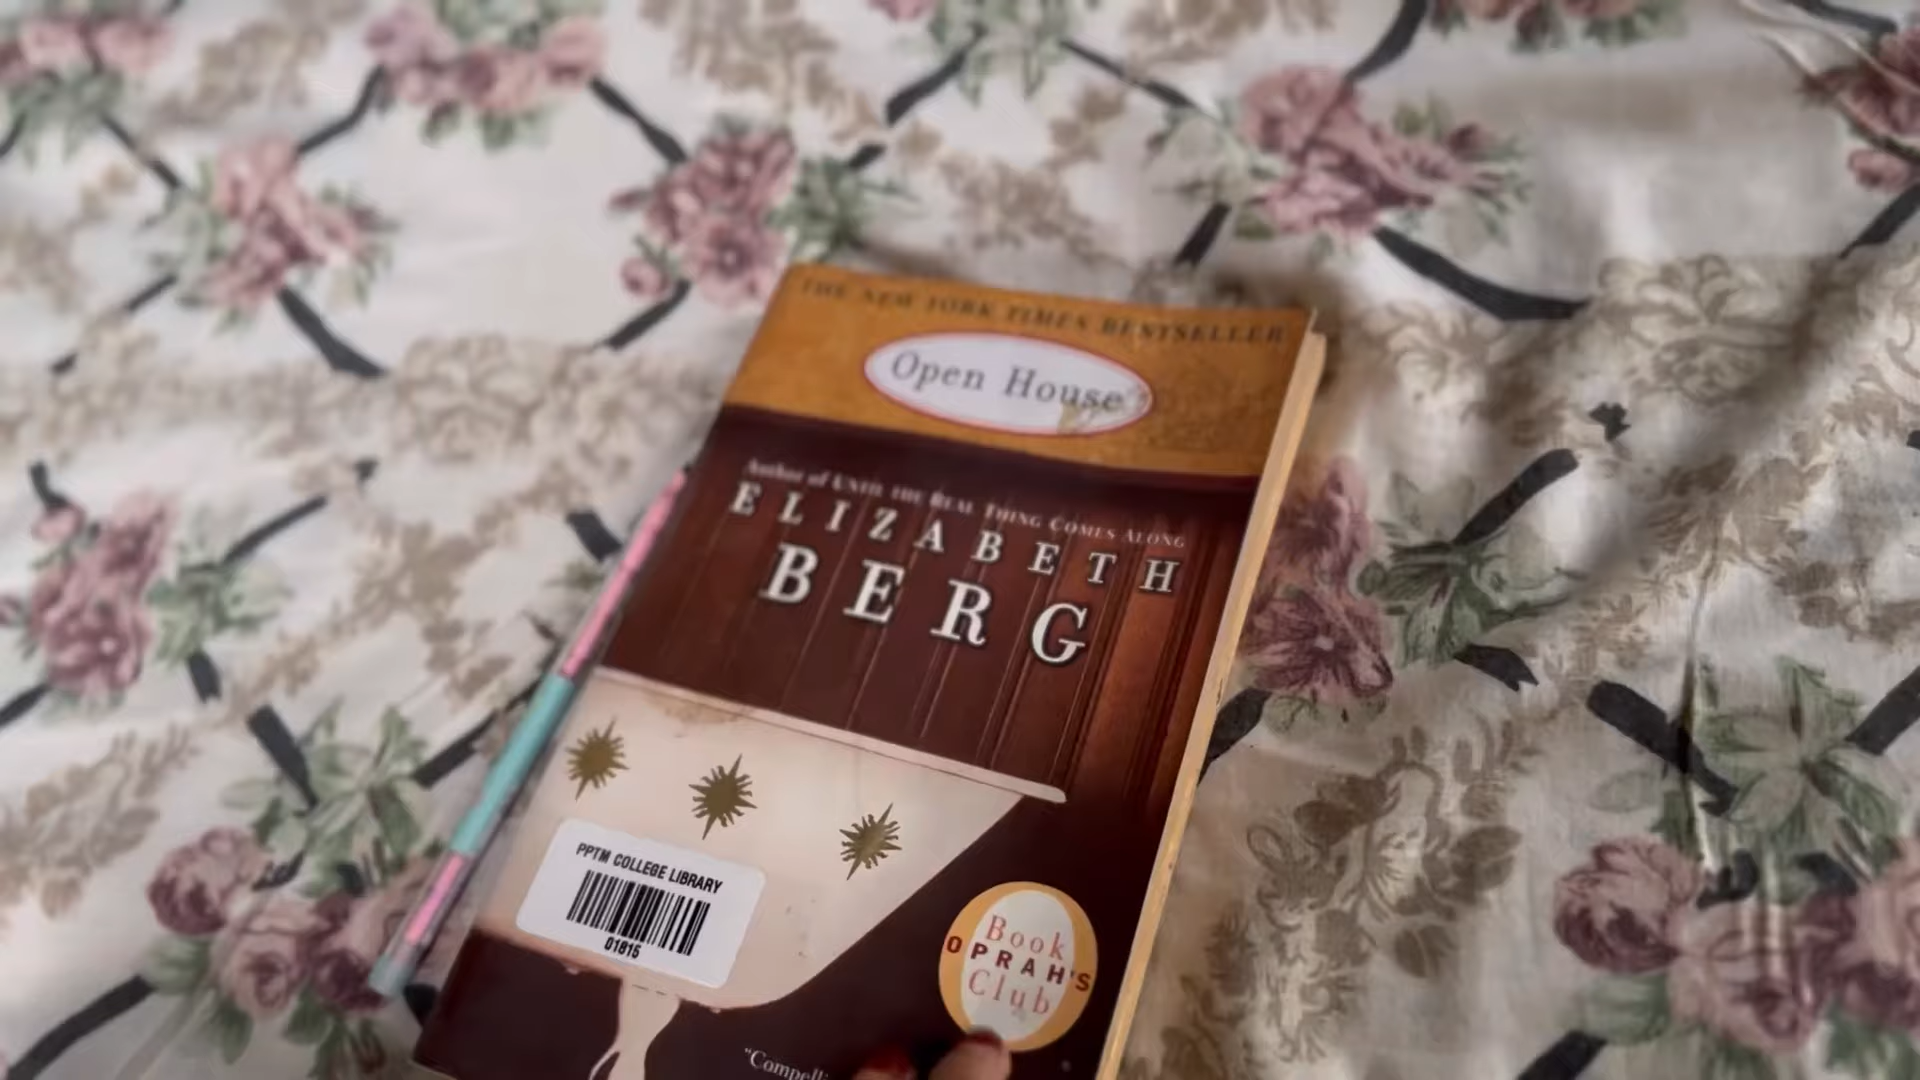 THE NEW YORK TIMES BESTSELLER
Open House
Author of UNTIL THE REAL THING COMES ALONG
ELIZABETH
BERG
PPTM COLLEGE LIBRARY
01815
Book
OPRAH'S
Club
"Compelli